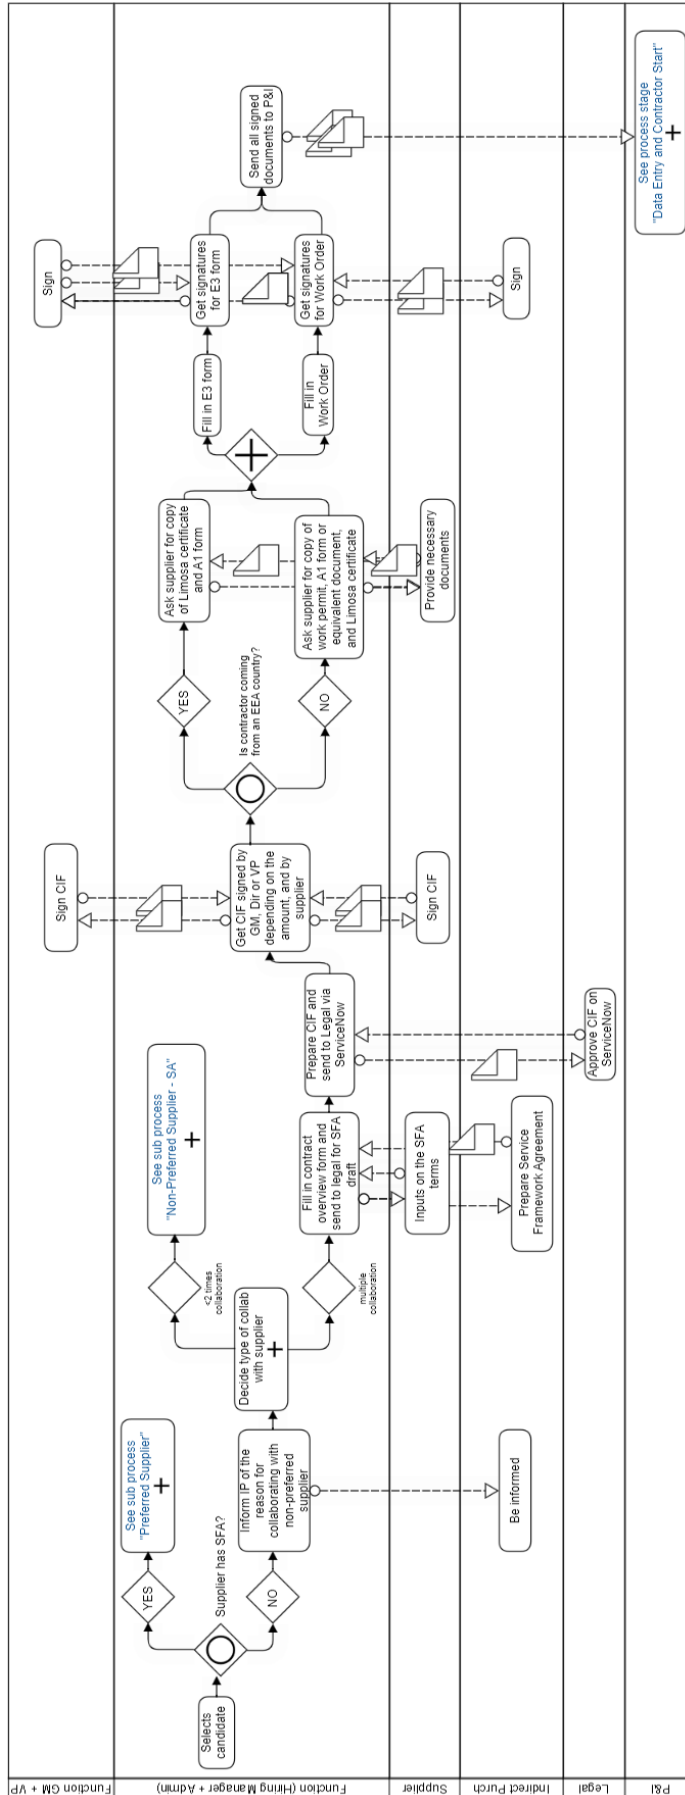 Function GM + VP
Function (Hiring Manager + Admin)
Supplier
Indirect Purch
Legal
P&I
Selects
candidate
Supplier has SFA?
YES
NO
See sub process
"Preferred Supplier"
Inform IP of the
reason for
collaborating with
non-preferred
supplier
Be informed
Decide type of collab
with supplier
<2 times
collaboration
multiple
collaboration
See sub process
"Non-Preferred Supplier - SA"
Fill in contract
overview form and
send to legal for SFA
draft
Inputs on the SFA
terms
Prepare Service
Framework Agreement
Prepare CIF and
send to Legal via
ServiceNow
Approve CIF on
ServiceNow
Get CIF signed by
GM, Dir or VP
depending on the
amount, and by
supplier
Sign CIF
Sign CIF
Is contractor coming
from an EEA country?
YES
NO
Ask supplier for copy
of Limosa certificate
and A1 form
Ask supplier for copy of
work permit, A1 form or
equivalent document,
and Limosa certificate
Provide necessary
documents
Fill in E3 form
Fill in
Work Order
Get signatures
for E3 form
Get signatures
for Work Order
Sign
Sign
Send all signed
documents to P&I
See process stage
"Data Entry and Contractor Start"